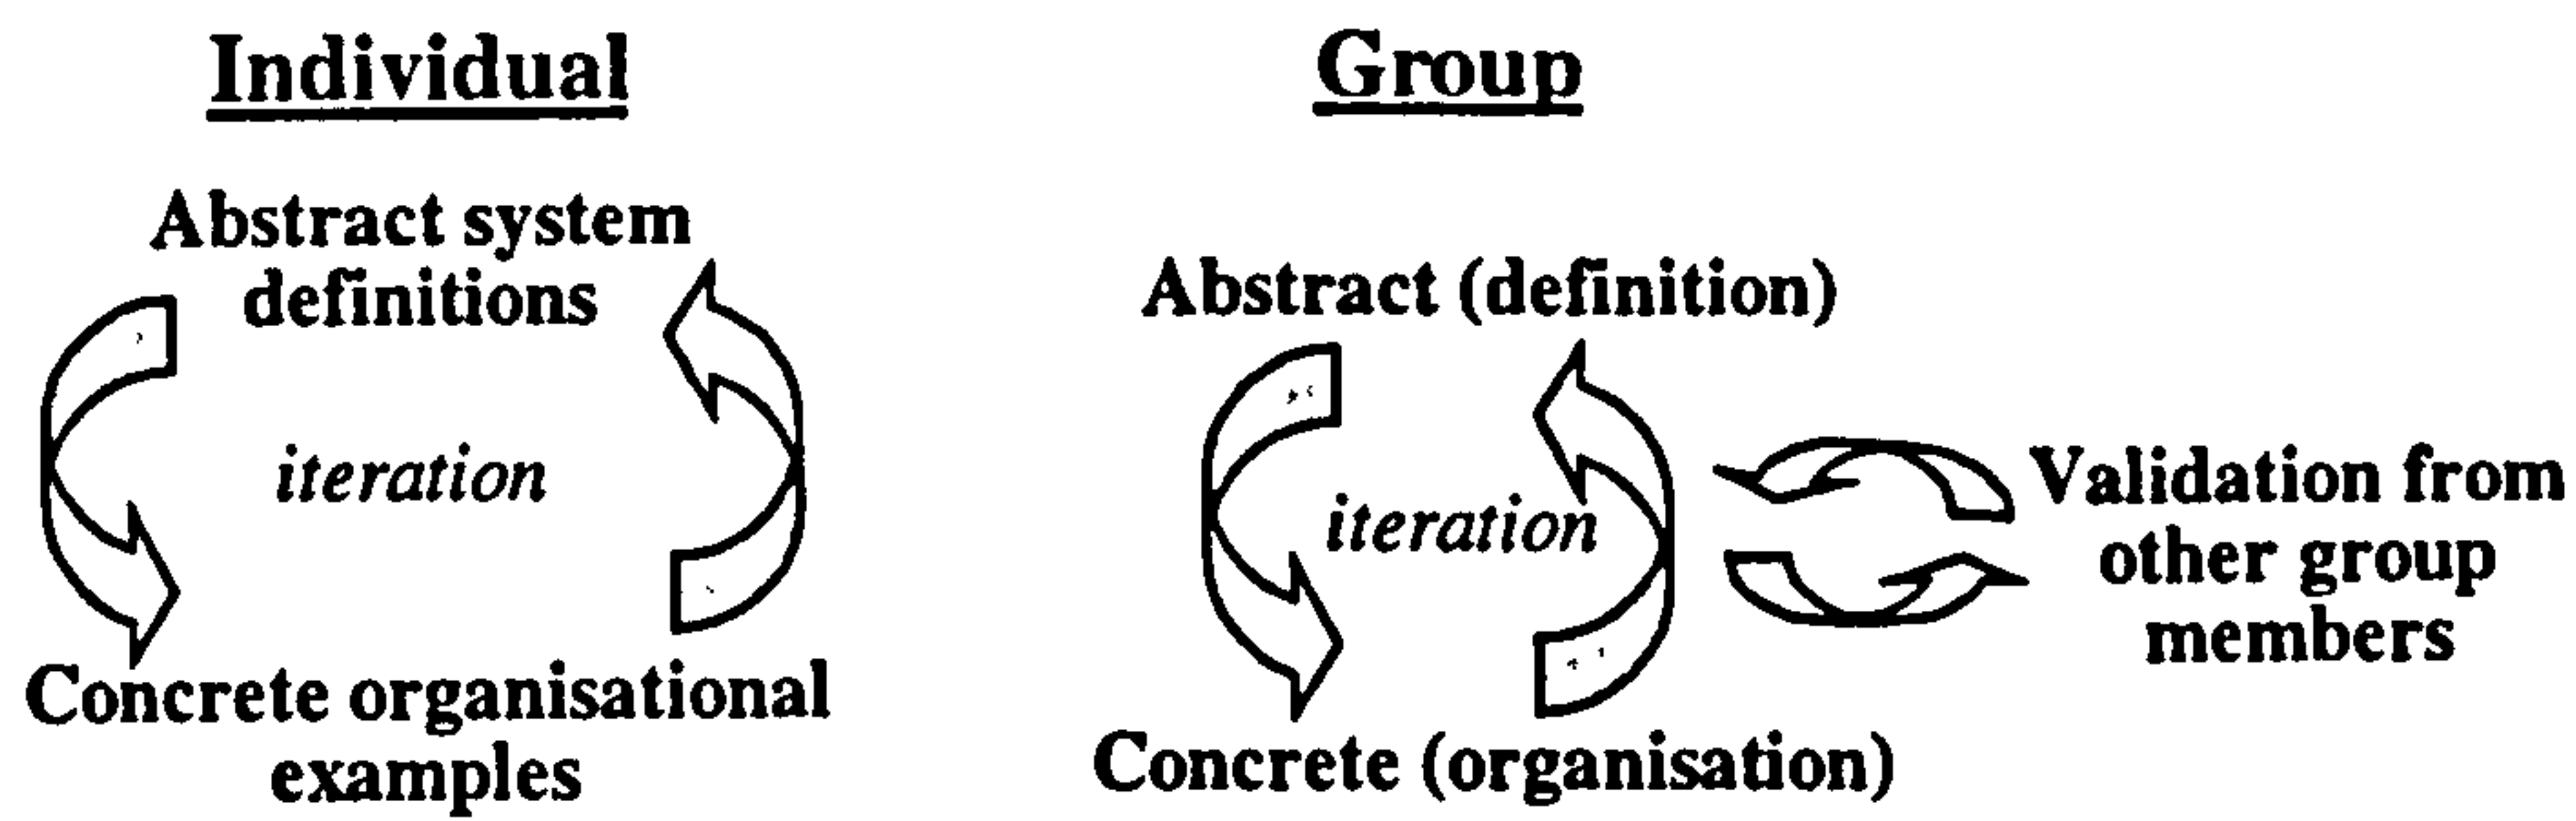 Individual
Abstract system
definitions
iteration
Concrete organisational
examples
Group
Abstract (definition)
iteration
Concrete (organisation)
Validation from
other group
members